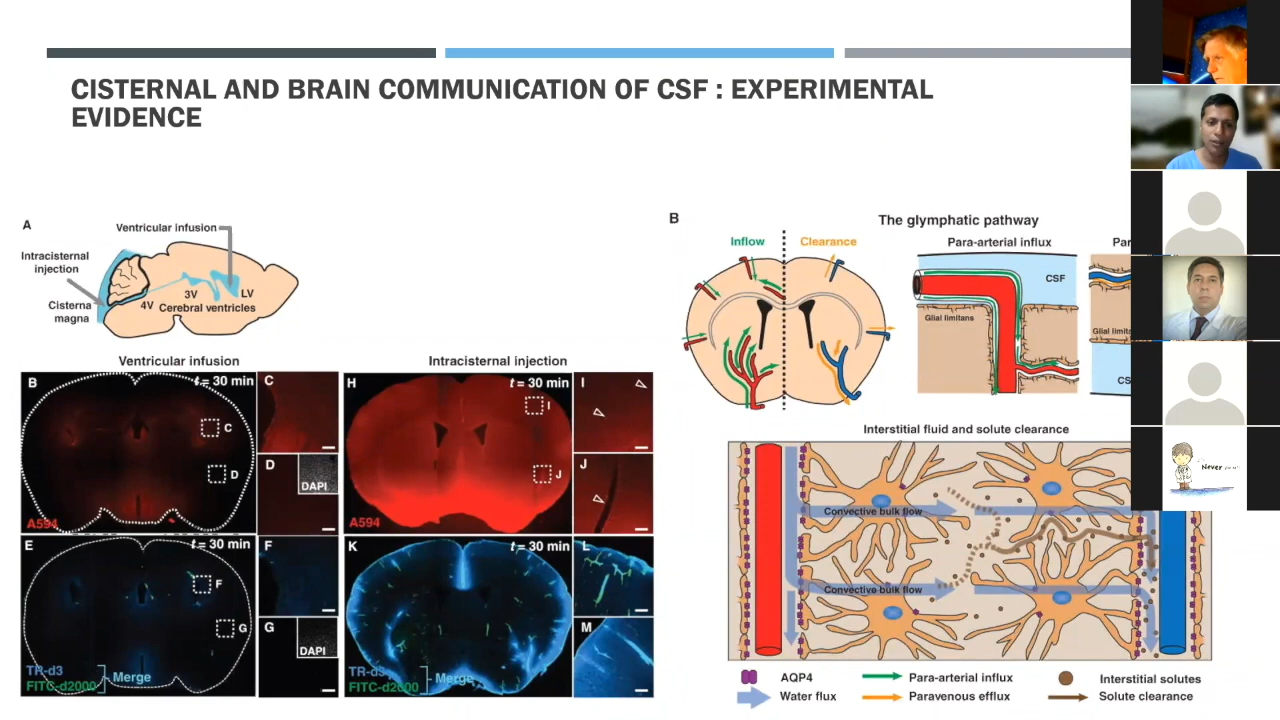 CISTERNAL AND BRAIN COMMUNICATION OF CSF : EXPERIMENTAL
EVIDENCE
A
Ventricular infusion
Intracisternal
injection
Cisterna
magna
4V
3V
LV
Cerebral ventricles
Ventricular infusion
B
t = 30 min
C
D
A594
C
D
DAPI
E
t = 30 min
F
G
TR-d3
FITC-d2000
Merge
F
G
DAPI
Intracisternal injection
H
t = 30 min
I
J
A594
I
J
K
t = 30 min
TR-d3
FITC-d2000
Merge
L
M
B
The glymphatic pathway
Inflow
Clearance
Para-arterial influx
CSF
Glial limitans
Par
Glial limita
CS
Interstitial fluid and solute clearance
Convective bulk flow
Convective bulk flow
AQP4
Para-arterial influx
Interstitial solutes
Water flux
Paravenous efflux
Solute clearance
Never